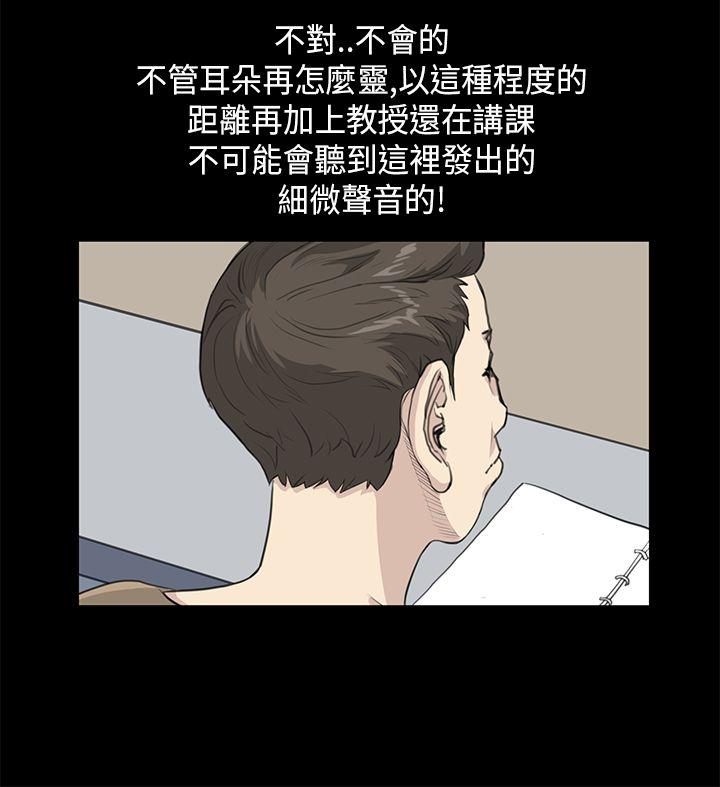 不對..不會的
不管耳朵再怎麼靈,以這種程度的
距離再加上教授還在講課
不可能會聽到這裡發出的
細微聲音的!